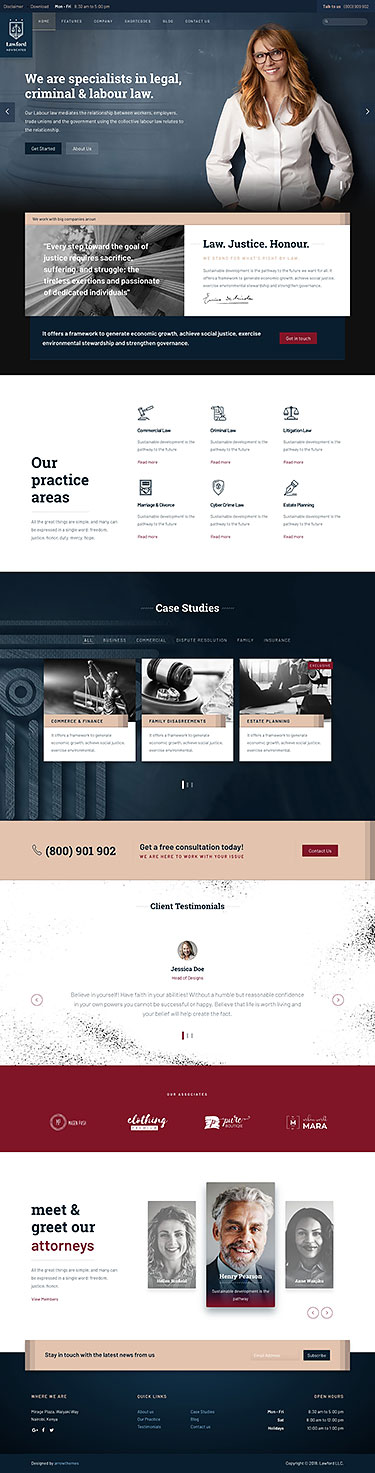 Disclaimer Download Mon - Fri 8:30 am to 5:30 pm Talk to us (800) 901 902
Lawford
ADVOCATES
HOME FEATURES COMPANY SHORTCODES BLOG CONTACT US
We are specialists in legal,
criminal & labour law.
Our Labour law mediates the relationship between workers, employers,
trade unions and the government using the collective labour law relates to
the relationship.
Get Started About Us
We work with big companies aroun
"Every step toward the goal of
justice requires sacrifice,
suffering, and struggle; the
tireless exertions and passionate
of dedicated individuals"
Law. Justice. Honour.
WE STAND FOR WHAT'S RIGHT BY LAW.
Sustainable development is the pathway to the future we want for all. It
offers a framework to generate economic growth, achieve social justice,
exercise environmental stewardship and strengthen governance.
It offers a framework to generate economic growth, achieve social justice, exercise
environmental stewardship and strengthen governance.
Get in touch
Our
practice
areas
All the great things are simple, and many can
be expressed in a single word: freedom,
justice, honor, duty, mercy, hope.
Commercial Law
Sustainable development is the
pathway to the future
Read more
Criminal Law
Sustainable development is the
pathway to the future
Read more
Litigation Law
Sustainable development is the
pathway to the future
Read more
Marriage & Divorce
Sustainable development is the
pathway to the future
Read more
Cyber Crime Law
Sustainable development is the
pathway to the future
Read more
Estate Planning
Sustainable development is the
pathway to the future
Read more
Case Studies
ALL BUSINESS COMMERCIAL DISPUTE RESOLUTION FAMILY INSURANCE
COMMERCE & FINANCE
It offers a framework to generate
economic growth, achieve social justice,
exercise environmental.
FAMILY DISAGREEMENTS
It offers a framework to generate
economic growth, achieve social justice,
exercise environmental.
EXCLUSIVE
ESTATE PLANNING
It offers a framework to generate
economic growth, achieve social justice,
exercise environmental.
(800) 901 902
Get a free consultation today!
WE ARE HERE TO WORK WITH YOUR ISSUE
Contact Us
Client Testimonials
Jessica Doe
Head of Designs
Believe in yourself! Have faith in your abilities! Without a humble but reasonable confidence
in your own powers you cannot be successful or happy. Believe that life is worth living and
your belief will help create the fact.
OUR ASSOCIATES
clothing
pure
BOUTIQUE
MARA
meet &
greet our
attorneys
All the great things are simple, and many can
be expressed in a single word: freedom,
justice, honor.
View Members
Henry Pearson
Sustainable development is the
pathway
Stay in touch with the latest news from us
Email Address Subscribe
WHERE WE ARE
Mirage Plaza, Waiyaki Way
Nairobi, Kenya
QUICK LINKS
About us
Our Practice
Testimonials
Case Studies
Blog
Contact us
OPEN HOURS
Mon - Fri 8:30 am to 5:30 pm
Sat 8:00 am to 12:00 pm
Holidays 10:00 am to 1:00 pm
Designed by arrowthemes
Copyright © 2018, Lawford LLC.